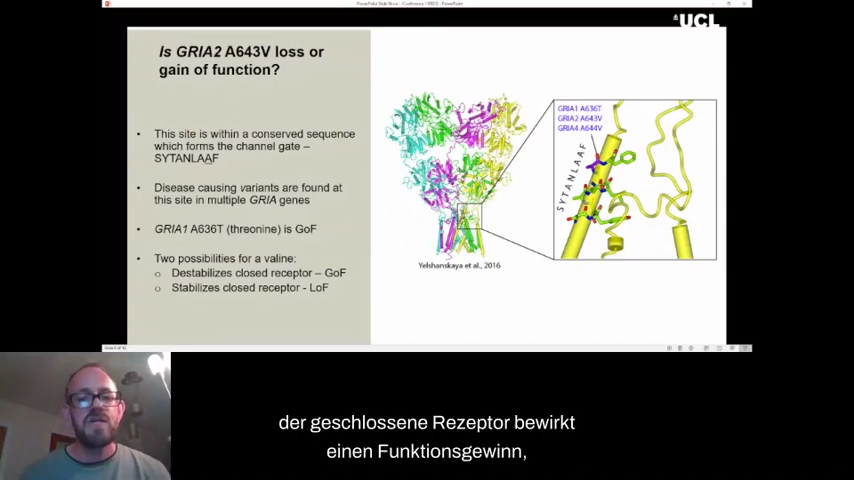 PowerPoint Slide Show
UCL
Is GRIA2 A643V loss or
gain of function?
• This site is within a conserved sequence
which forms the channel gate –
SYTANLAAF
• Disease causing variants are found at
this site in multiple GRIA genes
• GRIA1 A636T (threonine) is GoF
• Two possibilities for a valine:
o Destabilizes closed receptor – GoF
o Stabilizes closed receptor - LoF
GRIA1 A636T
GRIA2 A643V
GRIA4 A644V
SYTANLAAF
Yelshanskaya et al., 2016
der geschlossene Rezeptor bewirkt
einen Funktionsgewinn,